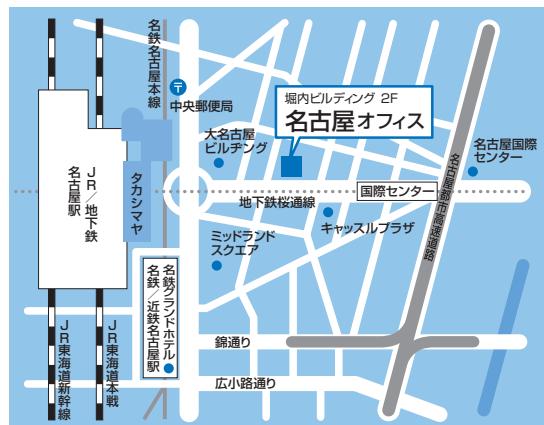 名鉄名古屋本線
〒
中央郵便局
堀内ビルディング 2F
名古屋オフィス
大名古屋
ビルヂング
名古屋国際
センター
JR/地下鉄
名古屋駅
タカシマヤ
国際センター
地下鉄桜通線
キャッスルプラザ
名古屋都市高速道路
ミッドランド
スクエア
名鉄グランドホテル
名鉄/近鉄名古屋駅
JR東海道新幹線
JR東海道本戦
錦通り
広小路通り